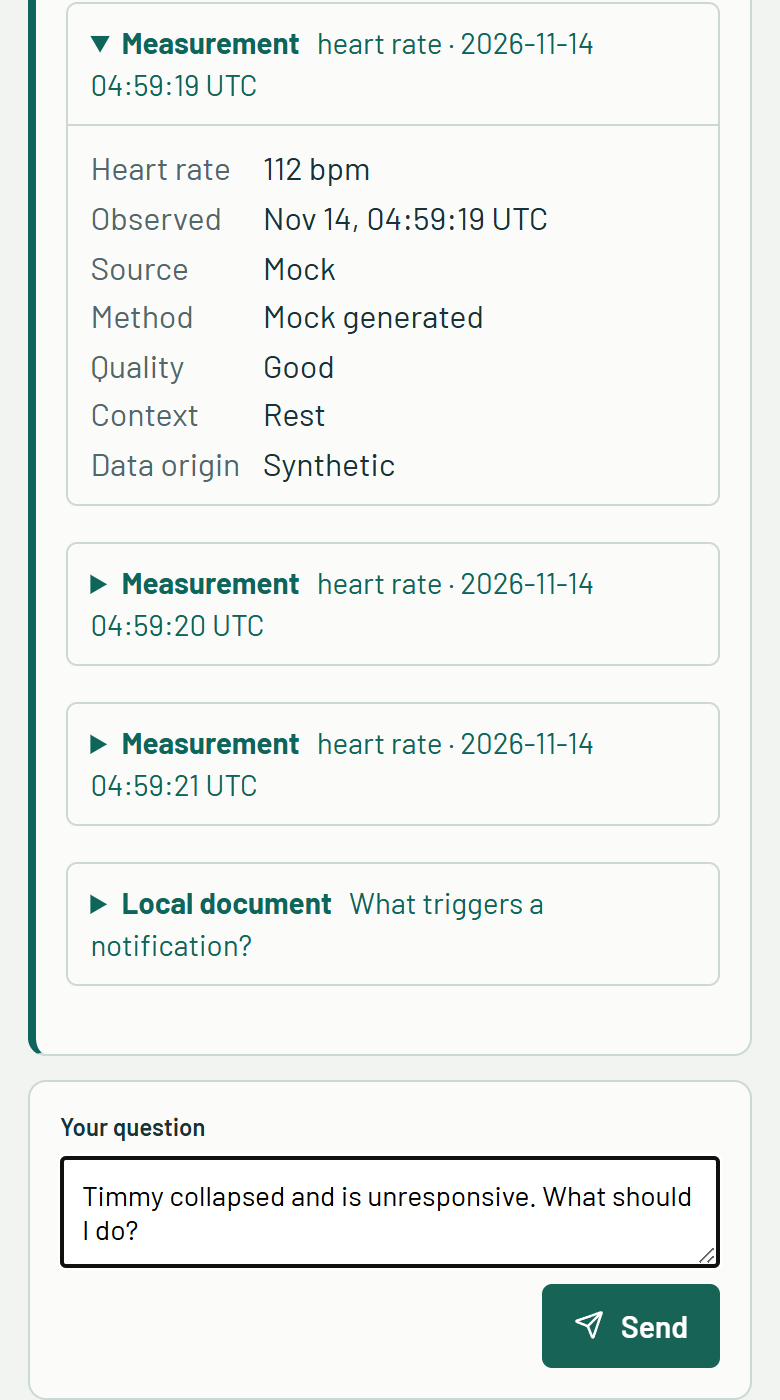 Measurement heart rate · 2026-11-14
04:59:19 UTC
Heart rate 112 bpm
Observed Nov 14, 04:59:19 UTC
Source Mock
Method Mock generated
Quality Good
Context Rest
Data origin Synthetic
Measurement heart rate · 2026-11-14
04:59:20 UTC
Measurement heart rate · 2026-11-14
04:59:21 UTC
Local document What triggers a
notification?
Your question
Timmy collapsed and is unresponsive. What should
I do?
Send